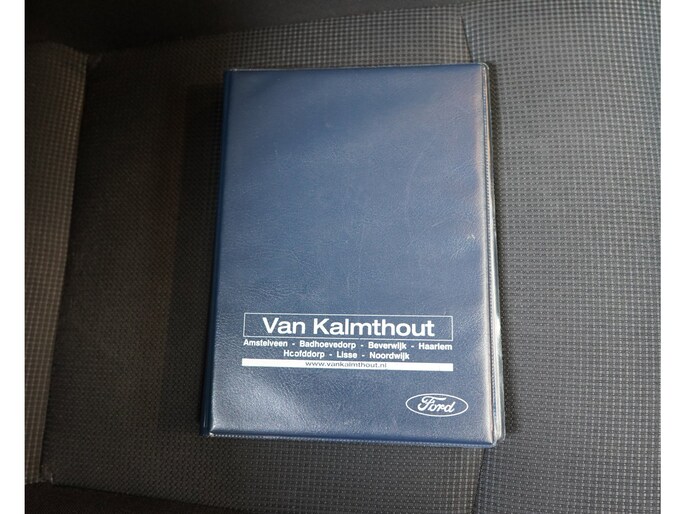 Van Kalmthout
Amstelveen - Badhoevedorp - Beverwijk - Haarlem
Hoofddorp - Lisse - Noordwijk
www.vankalmthout.nl
Ford